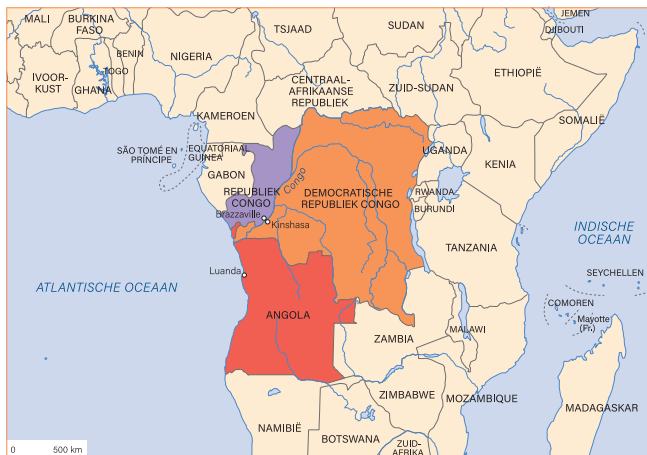 MALI
BURKINA
FASO
TSJAAD
SUDAN
JEMEN
DJIBOUTI
BENIN
NIGERIA
TOGO
IVOOR-
KUST
GHANA
CENTRAAL-
AFRIKAANSE
REPUBLIEK
ZUID-SUDAN
ETHIOPIË
SOMALIË
KAMEROEN
SÃO TOMÉ EN
PRÍNCIPE
EQUATORIAAL
GUINEA
GABON
REPUBLIEK
CONGO
Brazzaville
Congo
Kinshasa
DEMOCRATISCHE
REPUBLIEK CONGO
UGANDA
KENIA
RWANDA
BURUNDI
TANZANIA
INDISCHE
OCEAAN
SEYCHELLEN
COMOREN
Mayotte
(Fr.)
Luanda
ATLANTISCHE OCEAAN
ANGOLA
ZAMBIA
MALAWI
ZIMBABWE
MOZAMBIQUE
MADAGASKAR
NAMIBIË
BOTSWANA
ZUID-
AFRIKA
0 500 km